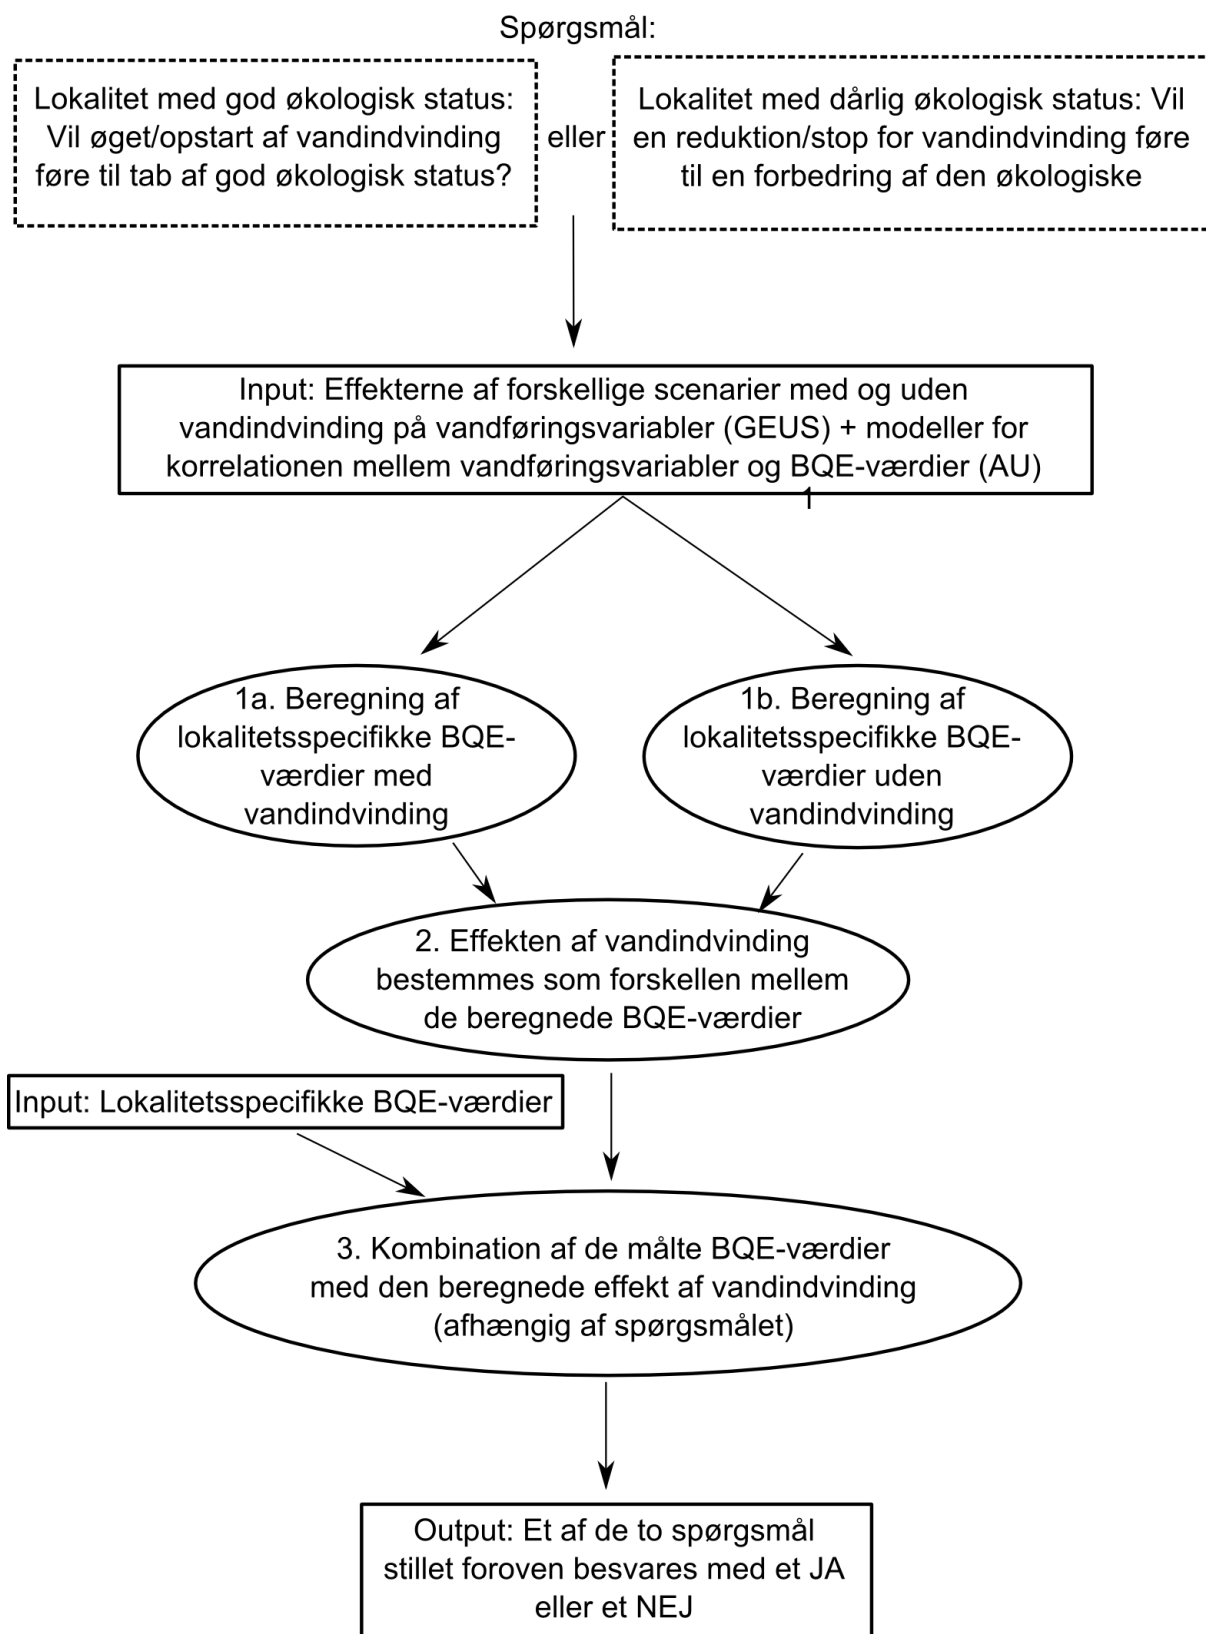 Spørgsmål:
Lokalitet med god økologisk status:
Vil øget/opstart af vandindvinding
føre til tab af god økologisk status?
eller
Lokalitet med dårlig økologisk status: Vil
en reduktion/stop for vandindvinding føre
til en forbedring af den økologiske
Input: Effekterne af forskellige scenarier med og uden
vandindvinding på vandføringsvariabler (GEUS) + modeller for
korrelationen mellem vandføringsvariabler og BQE-værdier (AU)
1
1a. Beregning af
lokalitetsspecifikke BQE-
værdier med
vandindvinding
1b. Beregning af
lokalitetsspecifikke BQE-
værdier uden
vandindvinding
2. Effekten af vandindvinding
bestemmes som forskellen mellem
de beregnede BQE-værdier
Input: Lokalitetsspecifikke BQE-værdier
3. Kombination af de målte BQE-værdier
med den beregnede effekt af vandindvinding
(afhængig af spørgsmålet)
Output: Et af de to spørgsmål
stillet foroven besvares med et JA
eller et NEJ